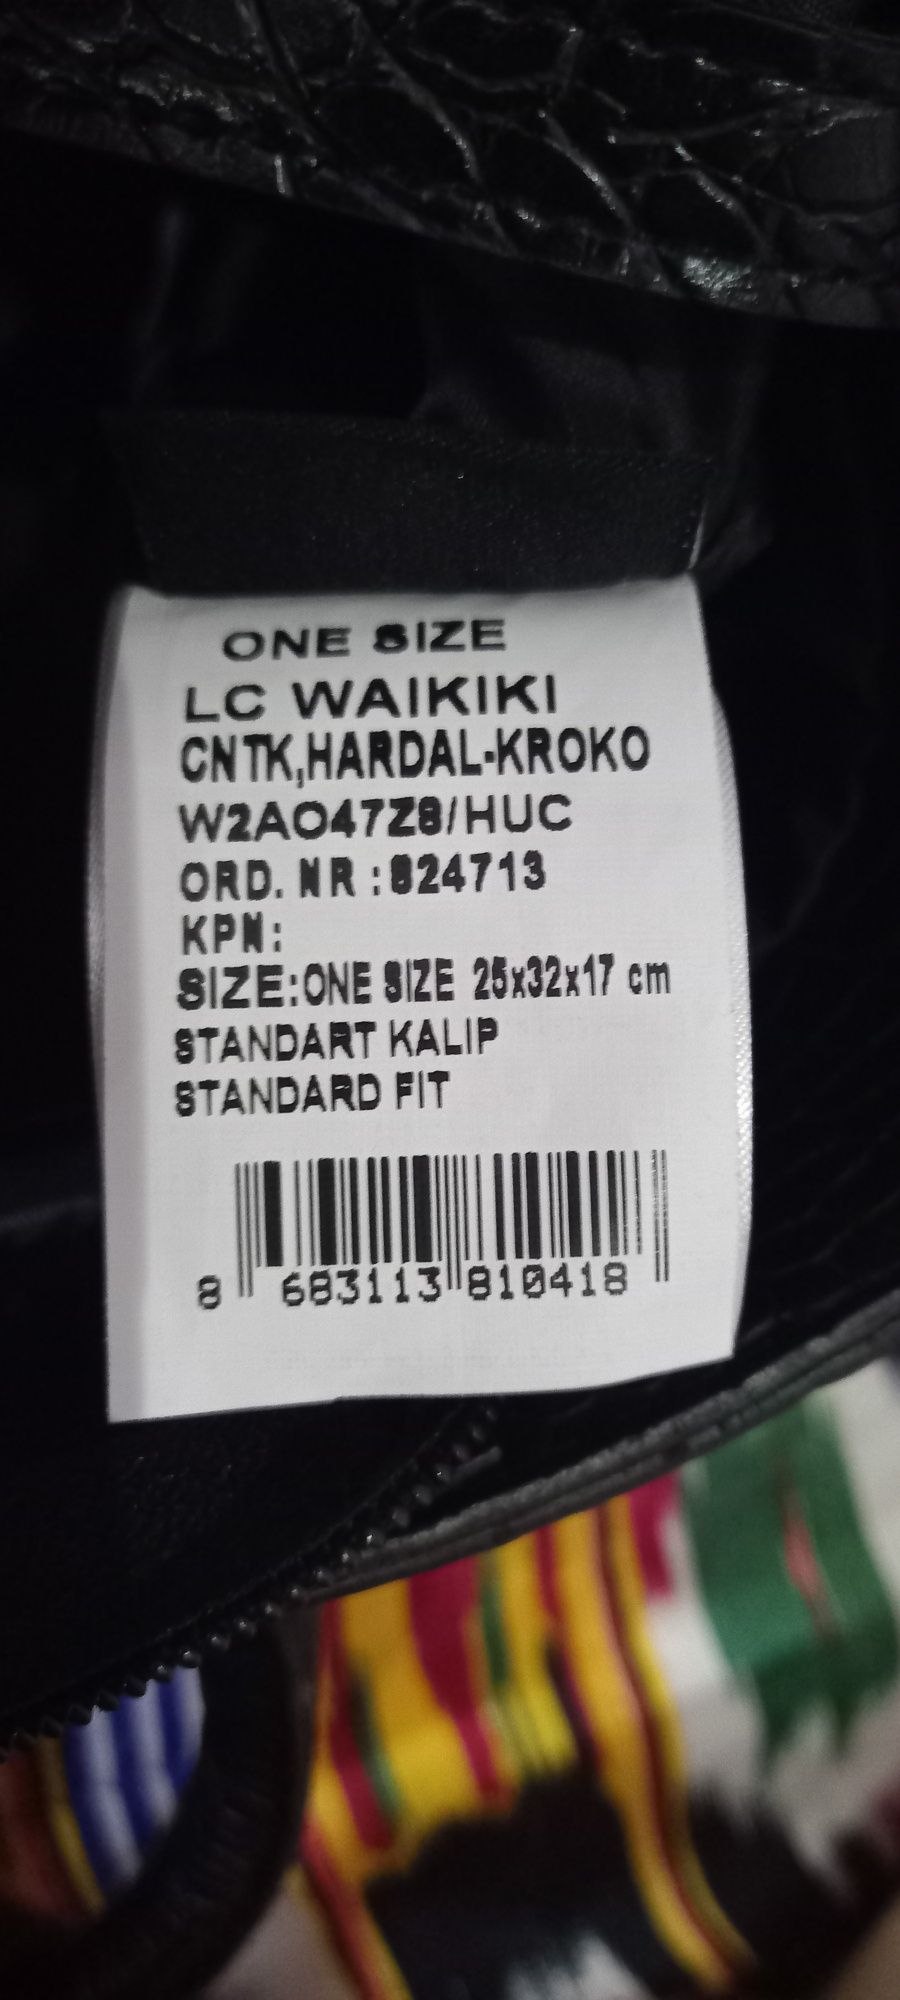 ONE SIZE
LC WAIKIKI
CNTK,HARDAL-KROKO
W2AO47Z8/HUC
ORD. NR :824713
KPN:
SIZE:ONE SIZE 25x32x17 cm
STANDART KALIP
STANDARD FIT
8 683113 810418